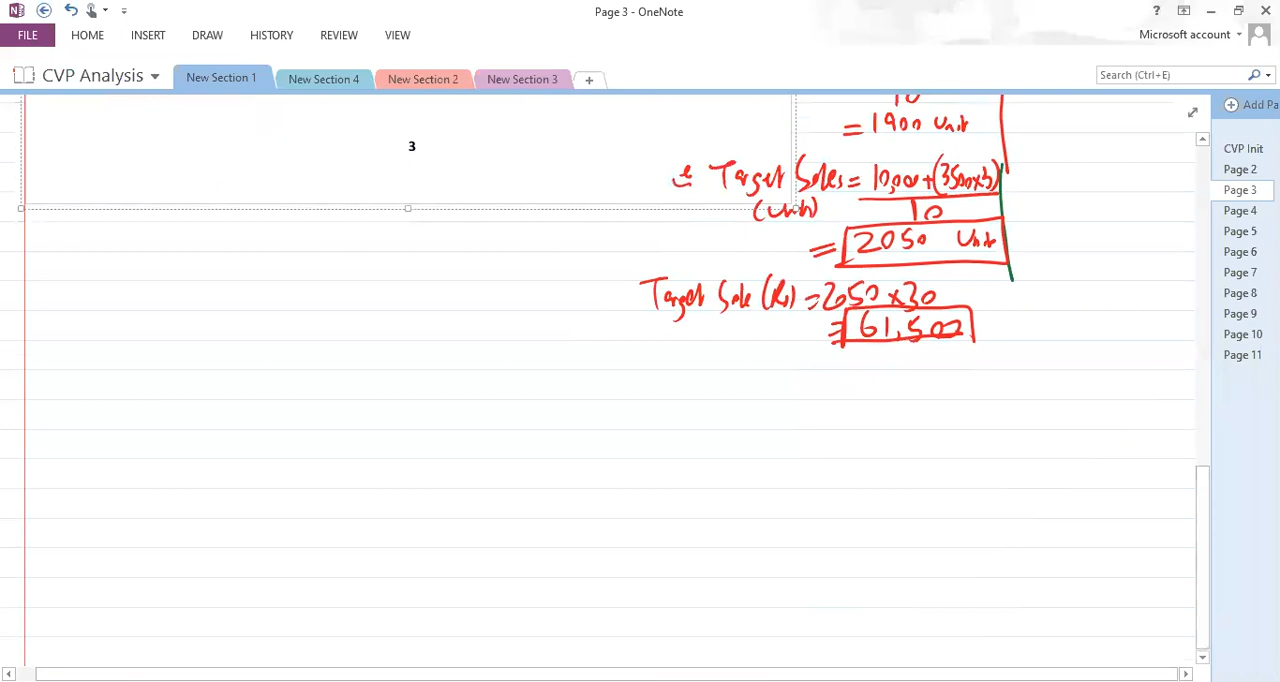 Page 3 - OneNote
FILE HOME INSERT DRAW HISTORY REVIEW VIEW
Microsoft account
CVP Analysis New Section 1 New Section 4 New Section 2 New Section 3
Search (Ctrl+E)
Add Pa
CVP Init
Page 2
Page 3
Page 4
Page 5
Page 6
Page 7
Page 8
Page 9
Page 10
Page 11
3
10
= 1900 Unit
Target Sales = 10,000+(3500x3)
(Unit) 10
= 2050 Unit
Target Sale (Rs) = 2050 x 30
= 61,500